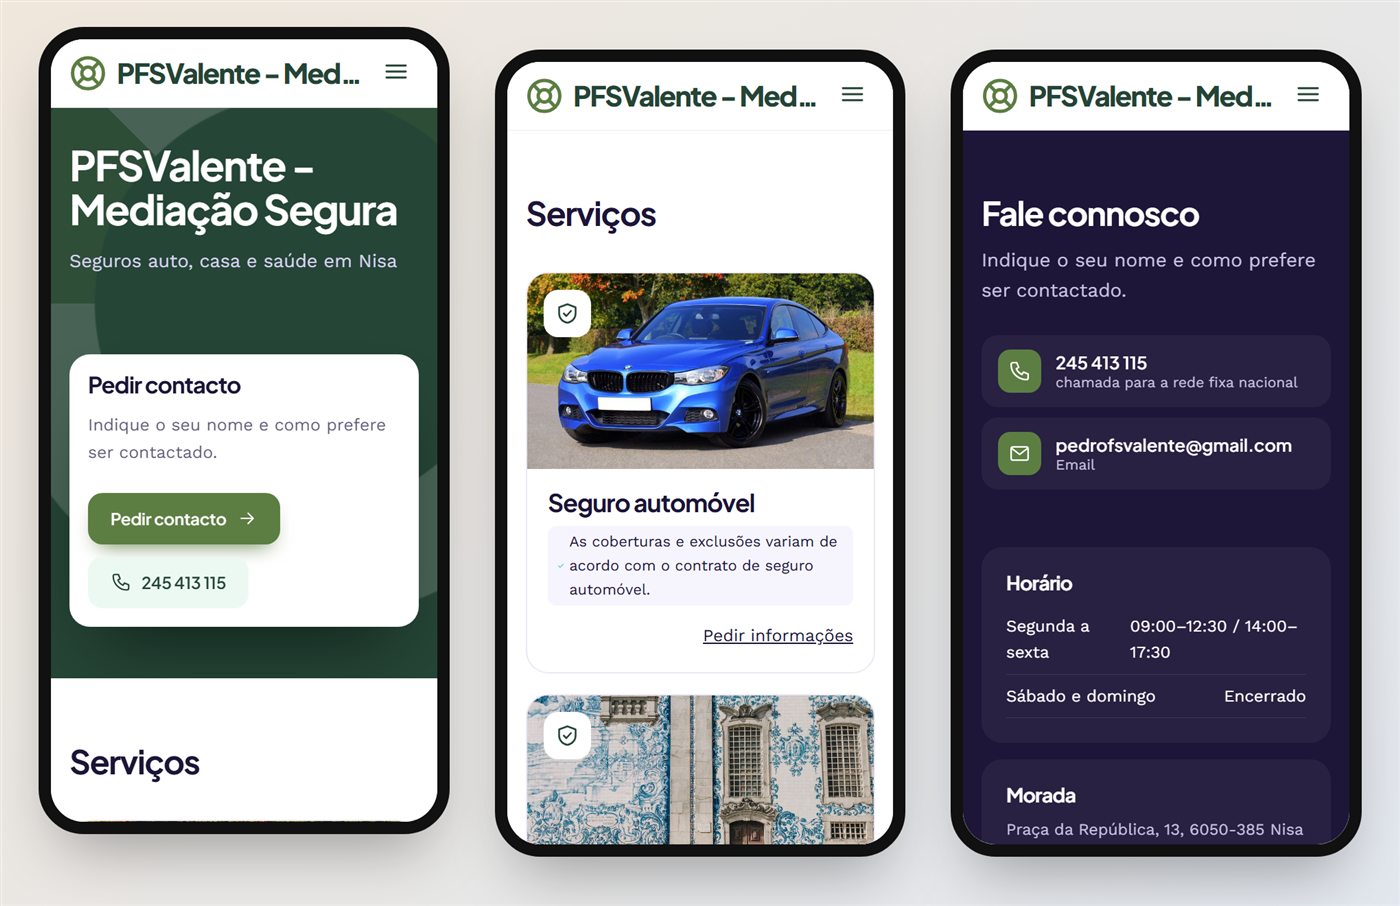 PFSValente – Med...
PFSValente –
Mediação Segura
Seguros auto, casa e saúde em Nisa
Pedir contacto
Indique o seu nome e como prefere
ser contactado.
Pedir contacto
245 413 115
Serviços
PFSValente – Med...
Serviços
Seguro automóvel
As coberturas e exclusões variam de
acordo com o contrato de seguro
automóvel.
Pedir informações
PFSValente – Med...
Fale connosco
Indique o seu nome e como prefere
ser contactado.
245 413 115
chamada para a rede fixa nacional
pedrofsvalente@gmail.com
Email
Horário
Segunda a 09:00–12:30 / 14:00–
sexta 17:30
Sábado e domingo Encerrado
Morada
Praça da República, 13, 6050-385 Nisa